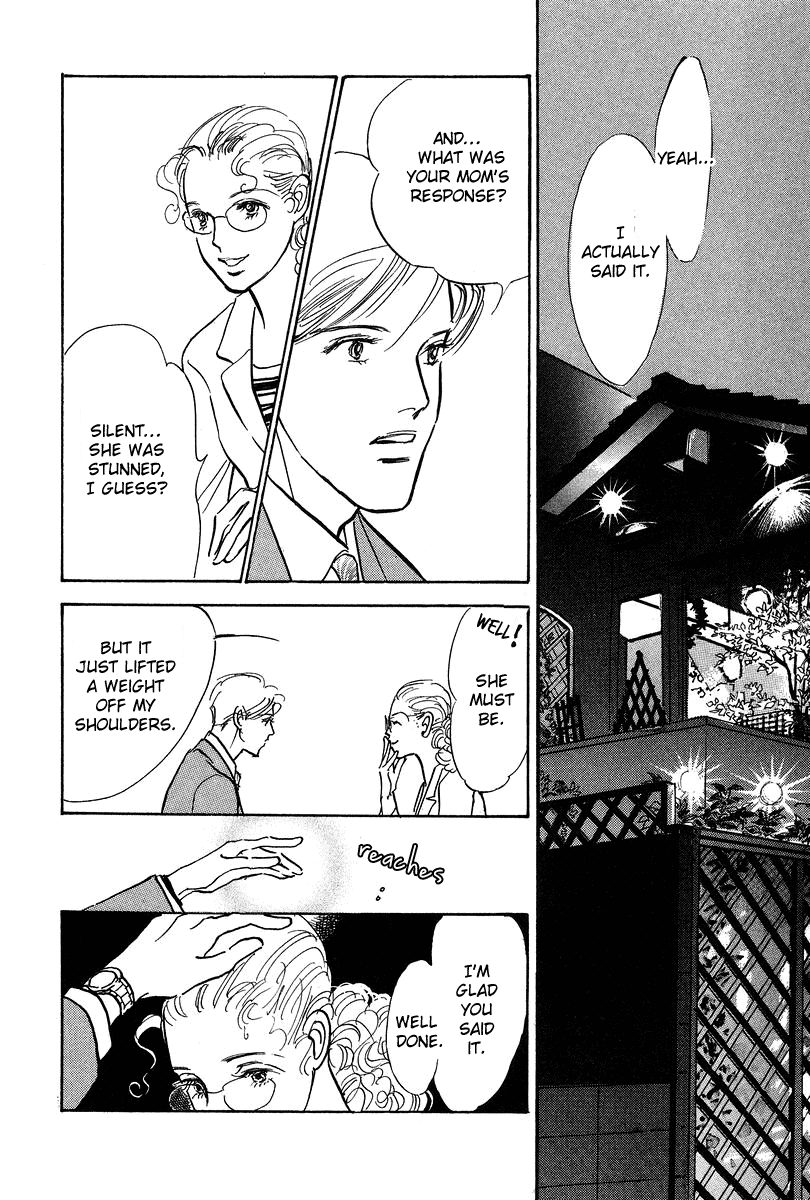 YEAH...
I
ACTUALLY
SAID IT.
AND...
WHAT WAS
YOUR MOM'S
RESPONSE?
SILENT...
SHE WAS
STUNNED,
I GUESS?
WELL!
SHE
MUST
BE.
BUT IT
JUST LIFTED
A WEIGHT
OFF MY
SHOULDERS.
reaches
I'M
GLAD
YOU
SAID
IT.
WELL
DONE.